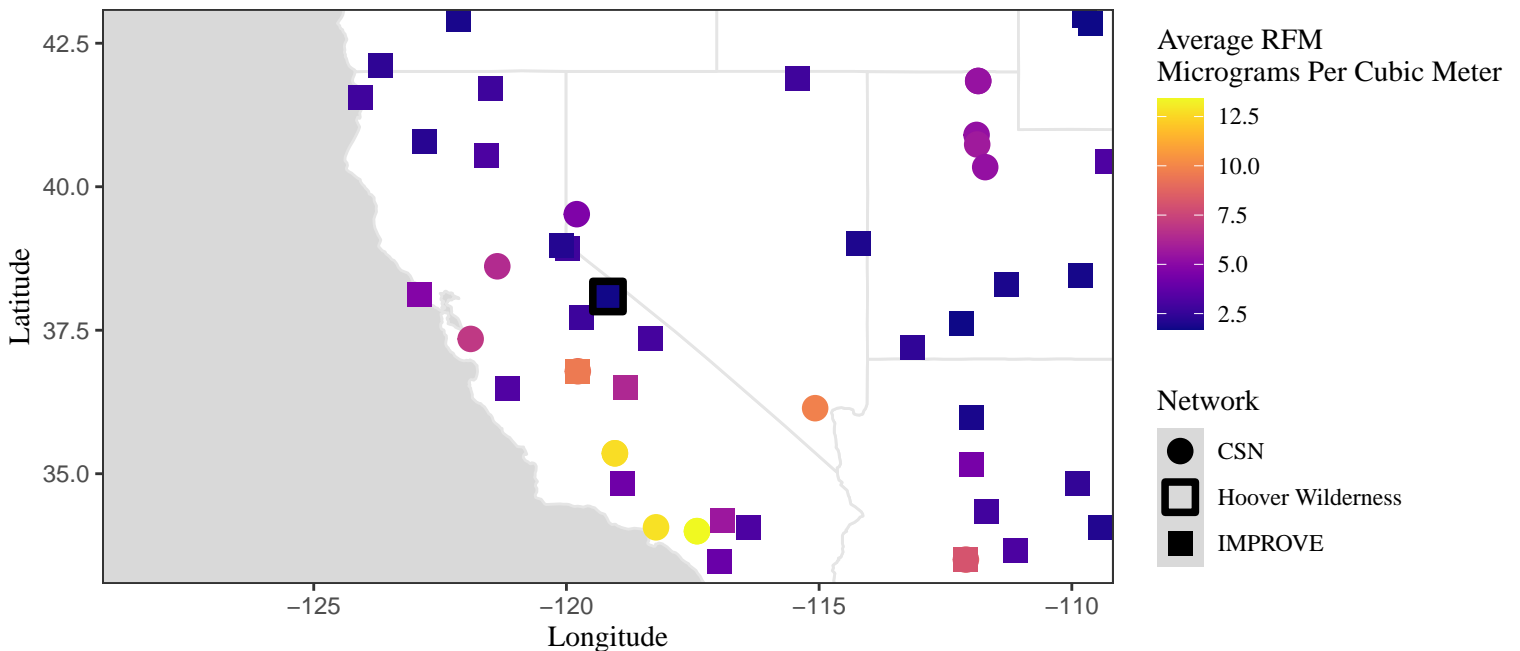 42.5
40.0
37.5
35.0
Latitude
−125
−120
−115
−110
Longitude
Average RFM
Micrograms Per Cubic Meter
12.5
10.0
7.5
5.0
2.5
Network
CSN
Hoover Wilderness
IMPROVE